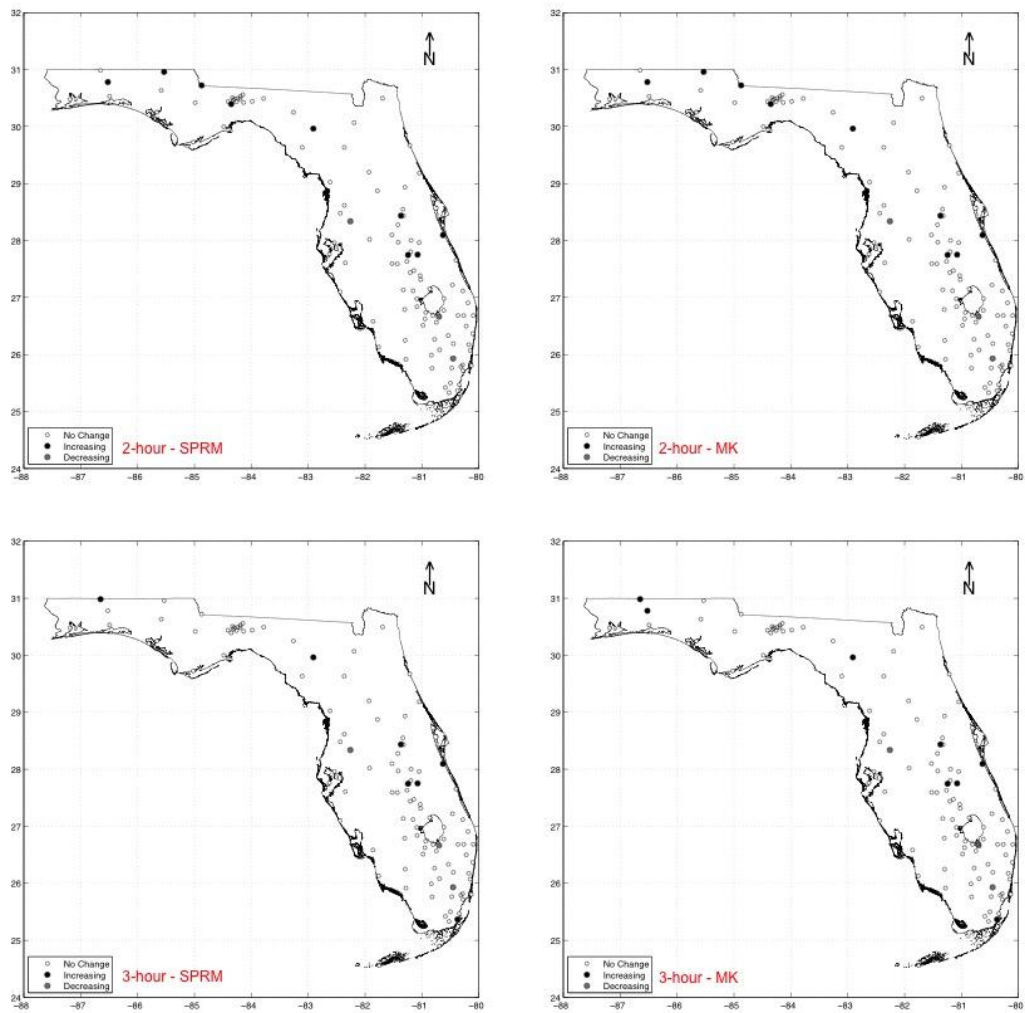 32
31
30
29
28
27
26
25
24
−88 −87 −86 −85 −84 −83 −82 −81 −80
N
No Change
Increasing
Decreasing
2-hour - SPRM
32
31
30
29
28
27
26
25
24
−88 −87 −86 −85 −84 −83 −82 −81 −80
N
No Change
Increasing
Decreasing
2-hour - MK
32
31
30
29
28
27
26
25
24
−88 −87 −86 −85 −84 −83 −82 −81 −80
N
No Change
Increasing
Decreasing
3-hour - SPRM
32
31
30
29
28
27
26
25
24
−88 −87 −86 −85 −84 −83 −82 −81 −80
N
No Change
Increasing
Decreasing
3-hour - MK